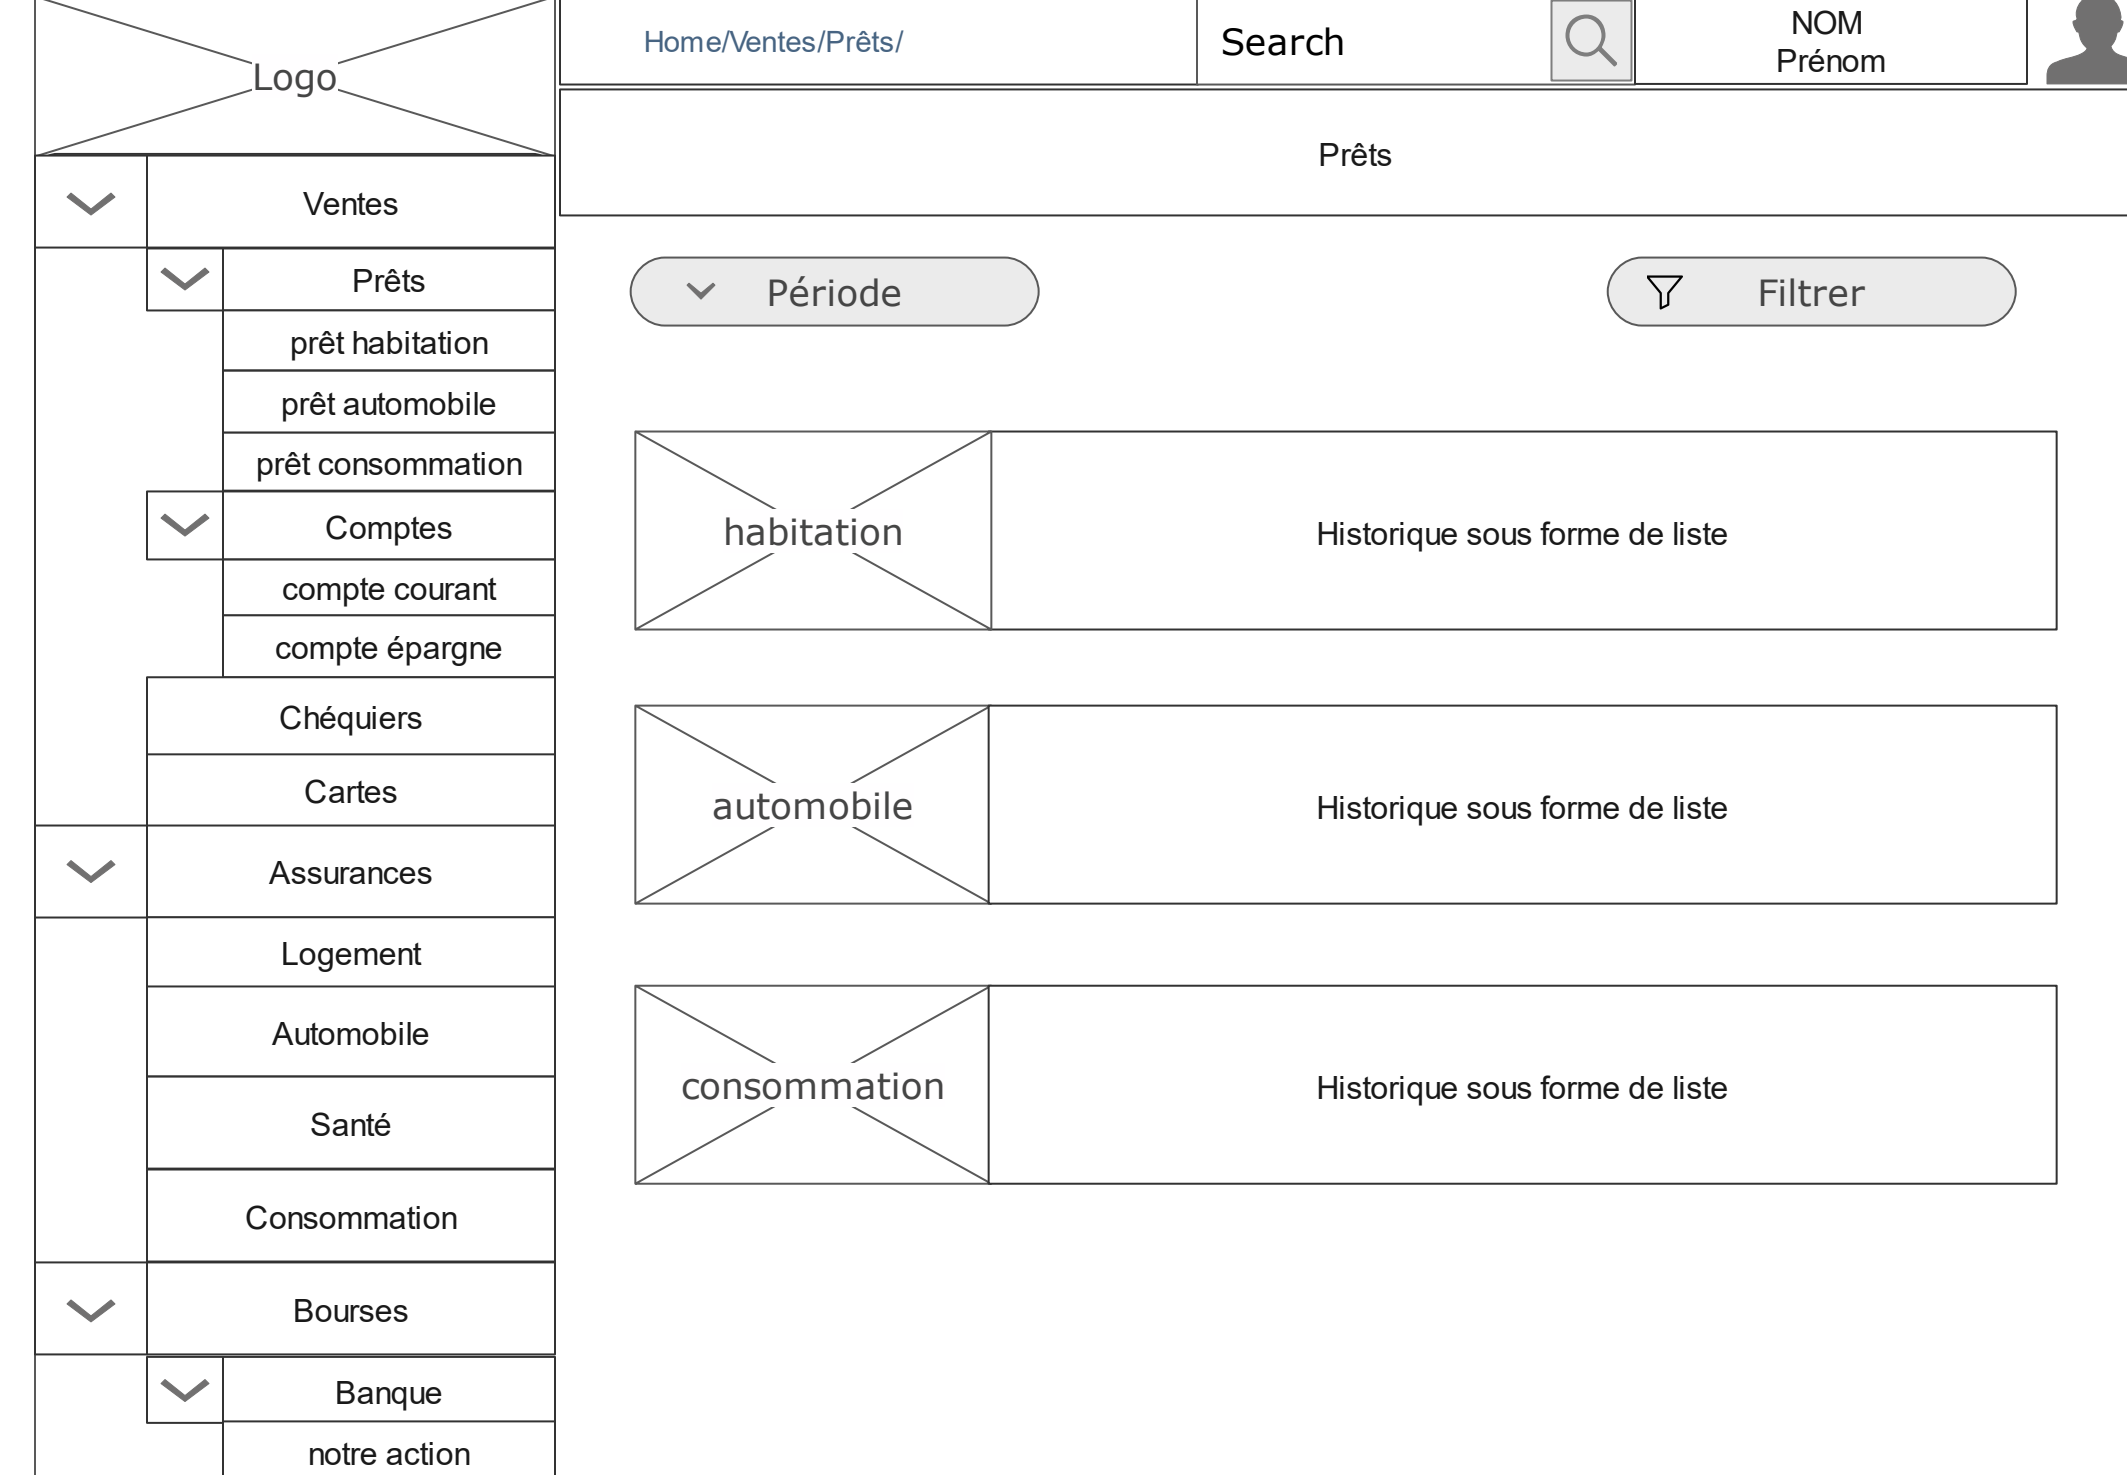 Logo
Home/Ventes/Prêts/
Search
NOM
Prénom
Prêts
Ventes
Prêts
prêt habitation
prêt automobile
prêt consommation
Comptes
compte courant
compte épargne
Chéquiers
Cartes
Assurances
Logement
Automobile
Santé
Consommation
Bourses
Banque
notre action
Période
Filtrer
habitation
Historique sous forme de liste
automobile
Historique sous forme de liste
consommation
Historique sous forme de liste